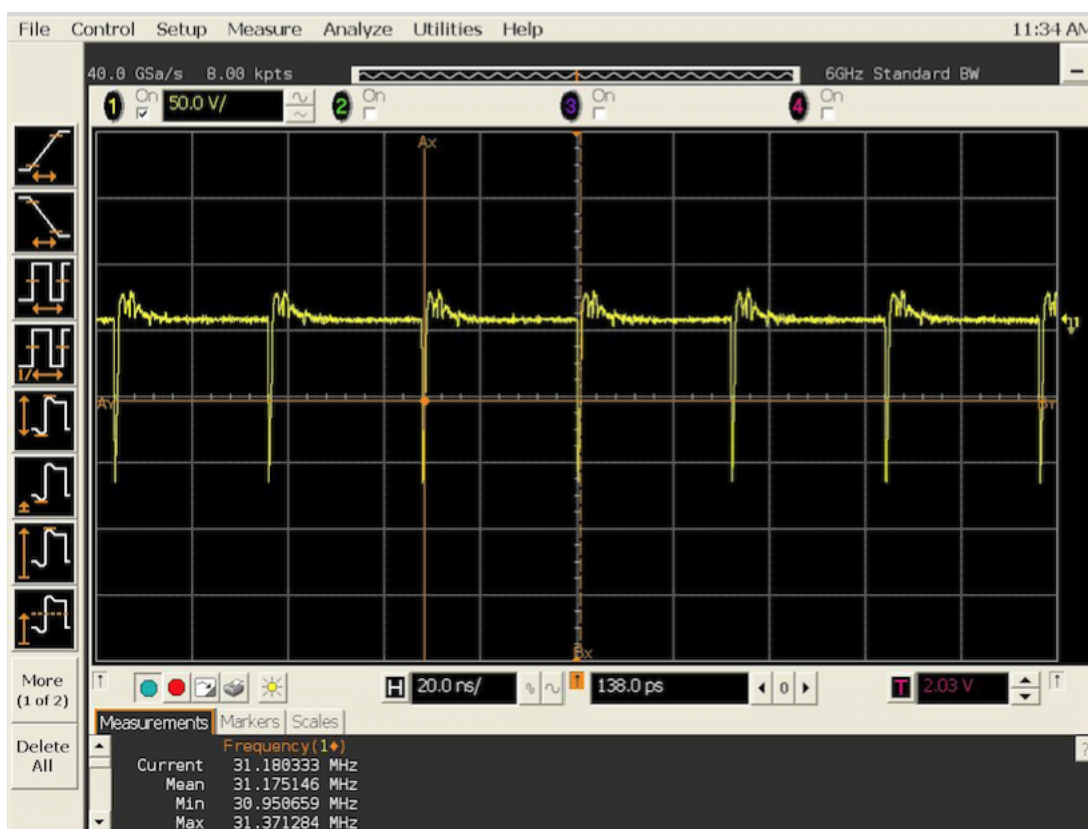 File Control Setup Measure Analyze Utilities Help 11:34 AM
40.0 GSa/s 8.00 kpts 6GHz Standard BW
1 On 50.0 V/ 2 On 3 On 4 On
Ax
Ay By
Bx
1/
More
(1 of 2)
Delete
All
H 20.0 ns/ 138.0 ps 0 T 2.03 V
Measurements Markers Scales
Frequency(1♦)
Current 31.180333 MHz
Mean 31.175146 MHz
Min 30.950659 MHz
Max 31.371284 MHz
?